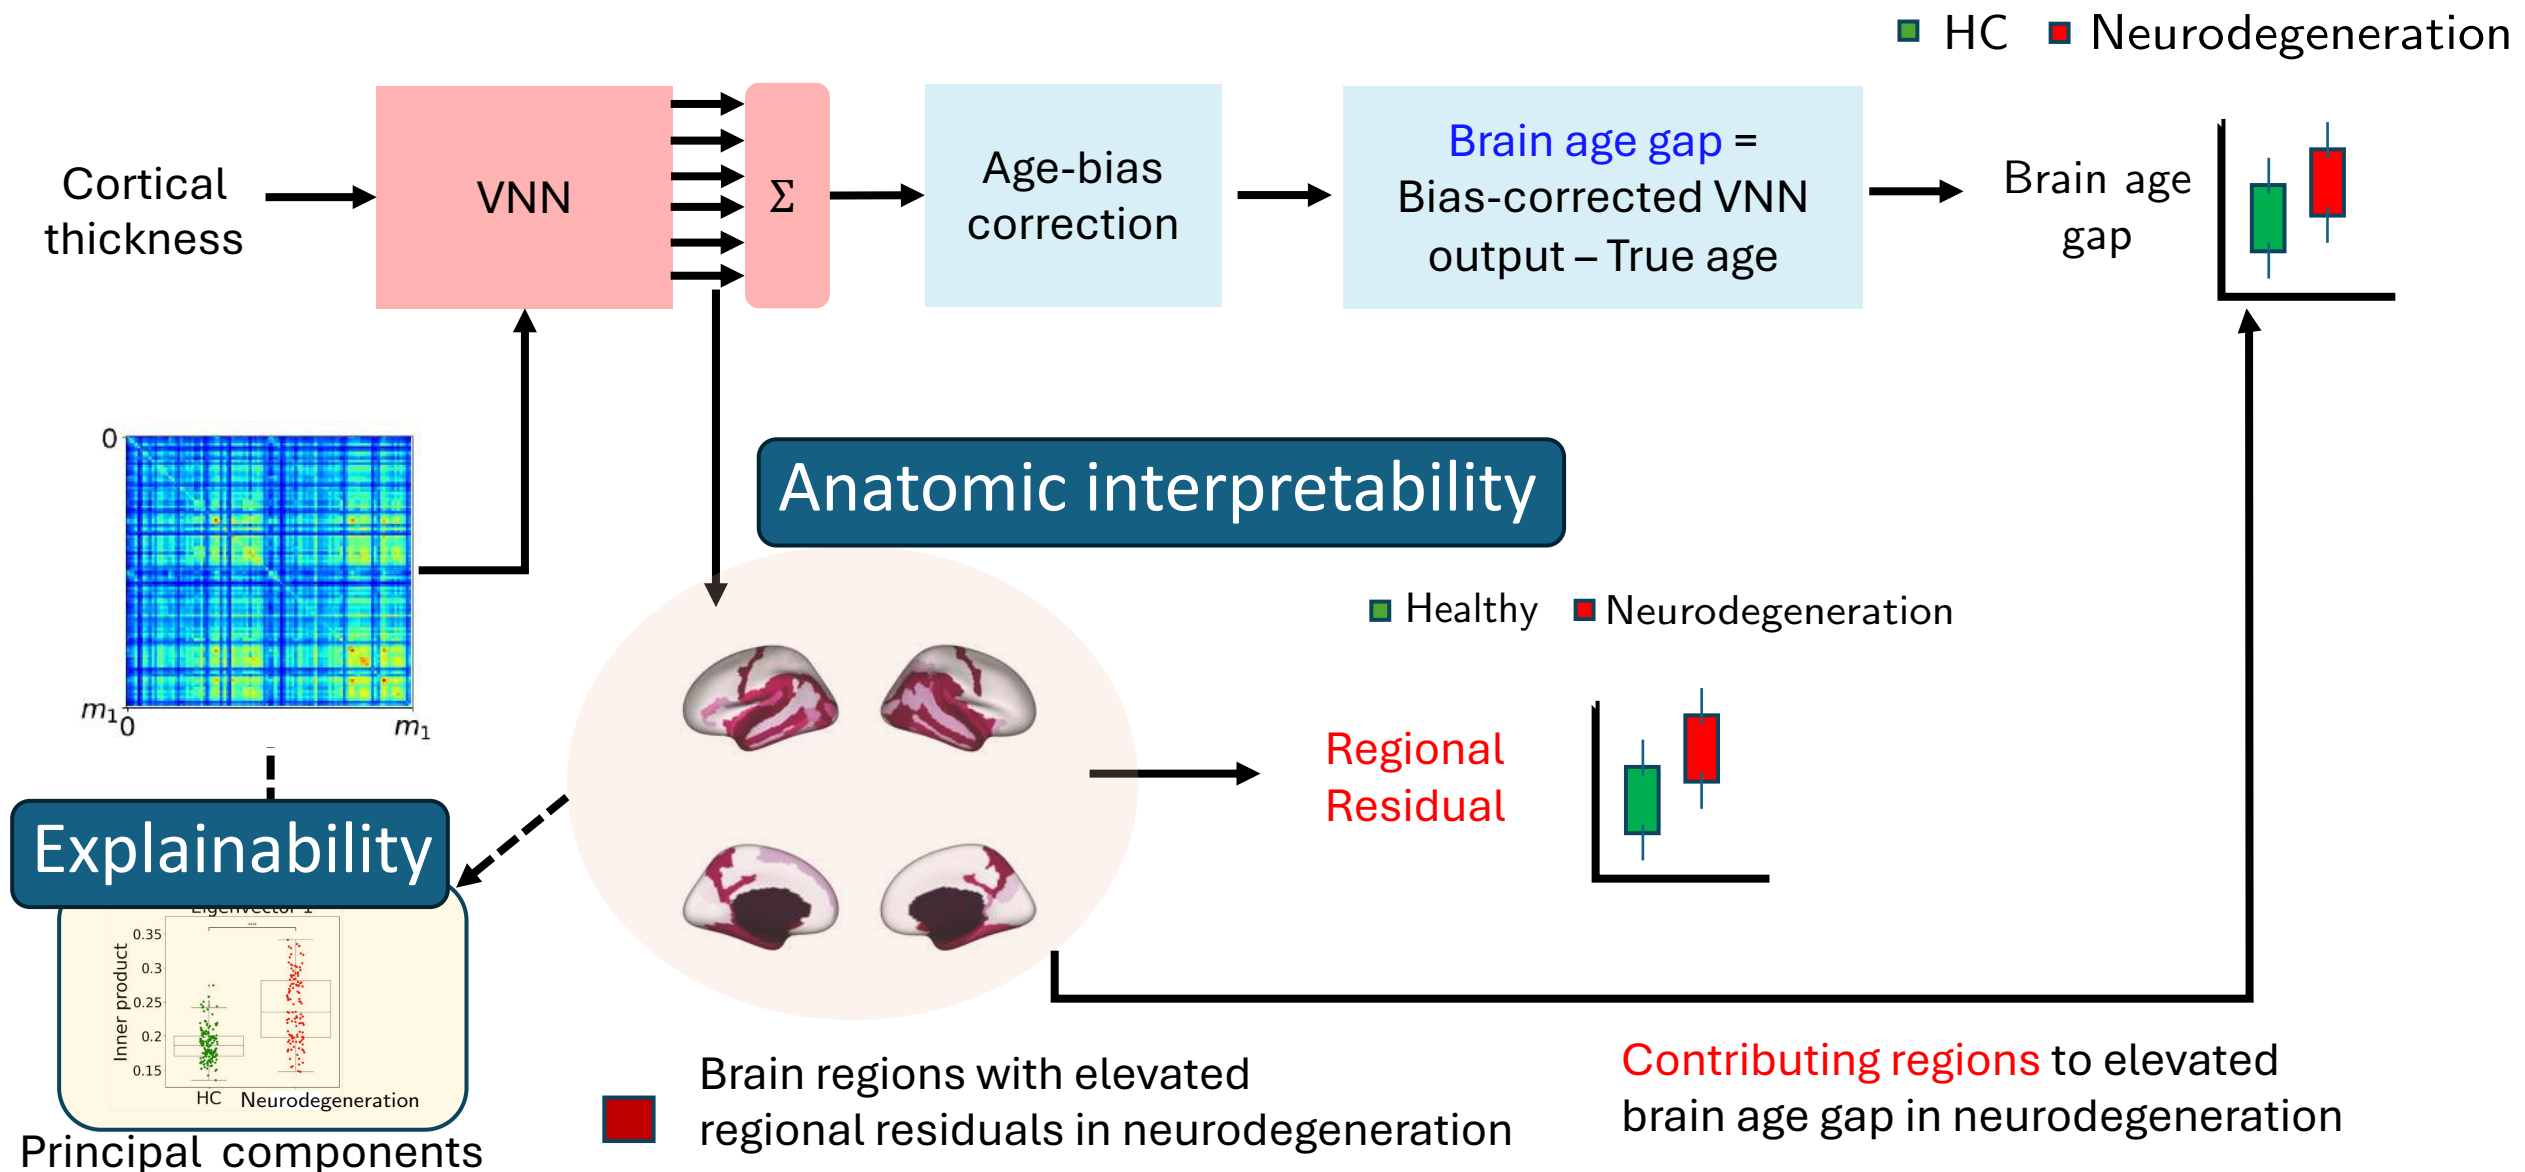 HC
Neurodegeneration
Cortical
thickness
VNN
Σ
Age-bias
correction
Brain age gap =
Bias-corrected VNN
output – True age
Brain age
gap
0
m₁
0
m₁
Anatomic interpretability
Healthy
Neurodegeneration
Regional
Residual
Explainability
Eigenvector 1
Inner product
0.35
0.3
0.25
0.2
0.15
HC
Neurodegeneration
Principal components
Brain regions with elevated
regional residuals in neurodegeneration
Contributing regions to elevated
brain age gap in neurodegeneration